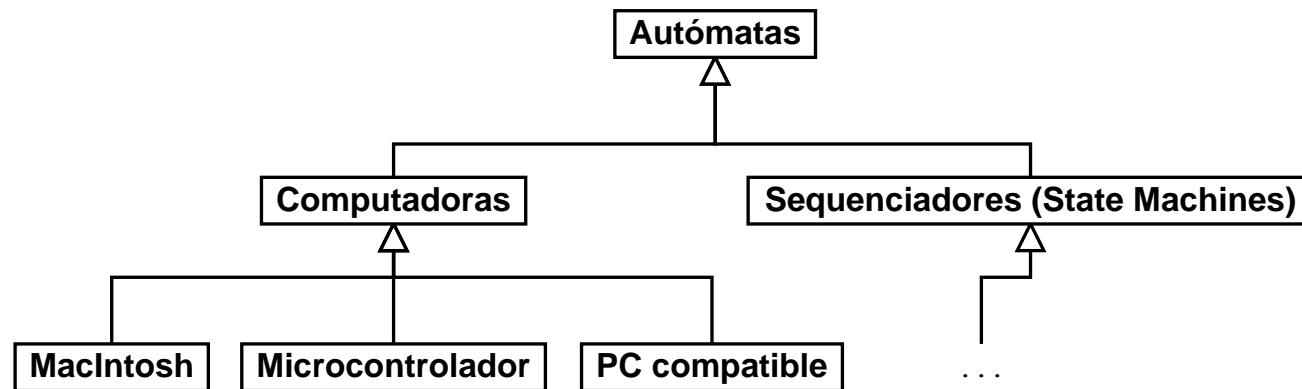 Autómatas
Computadoras
Sequenciadores (State Machines)
MacIntosh
Microcontrolador
PC compatible
. . .